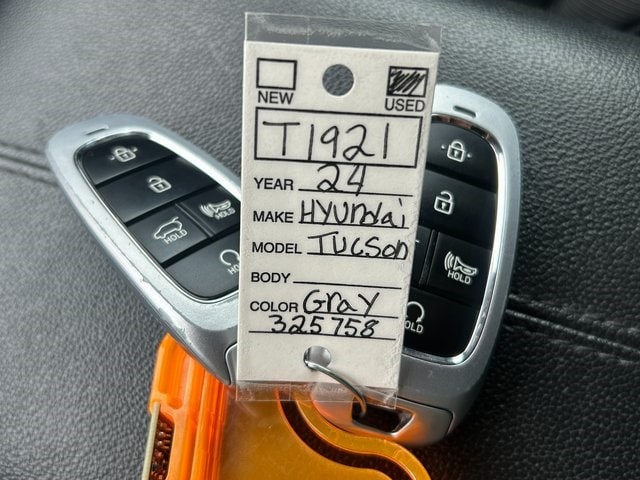 NEW USED
T1921
YEAR 24
MAKE HYUNdai
MODEL TUCSON
BODY
COLOR Gray
325758
HOLD
HOLD
HOLD